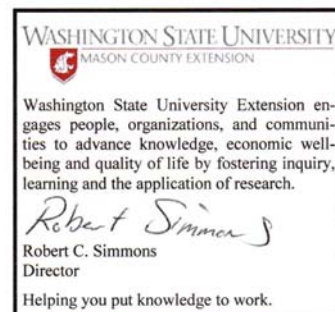 WASHINGTON STATE UNIVERSITY
MASON COUNTY EXTENSION
Washington State University Extension en-
gages people, organizations, and communi-
ties to advance knowledge, economic well-
being and quality of life by fostering inquiry,
learning and the application of research.
Robert Simmons
Robert C. Simmons
Director
Helping you put knowledge to work.